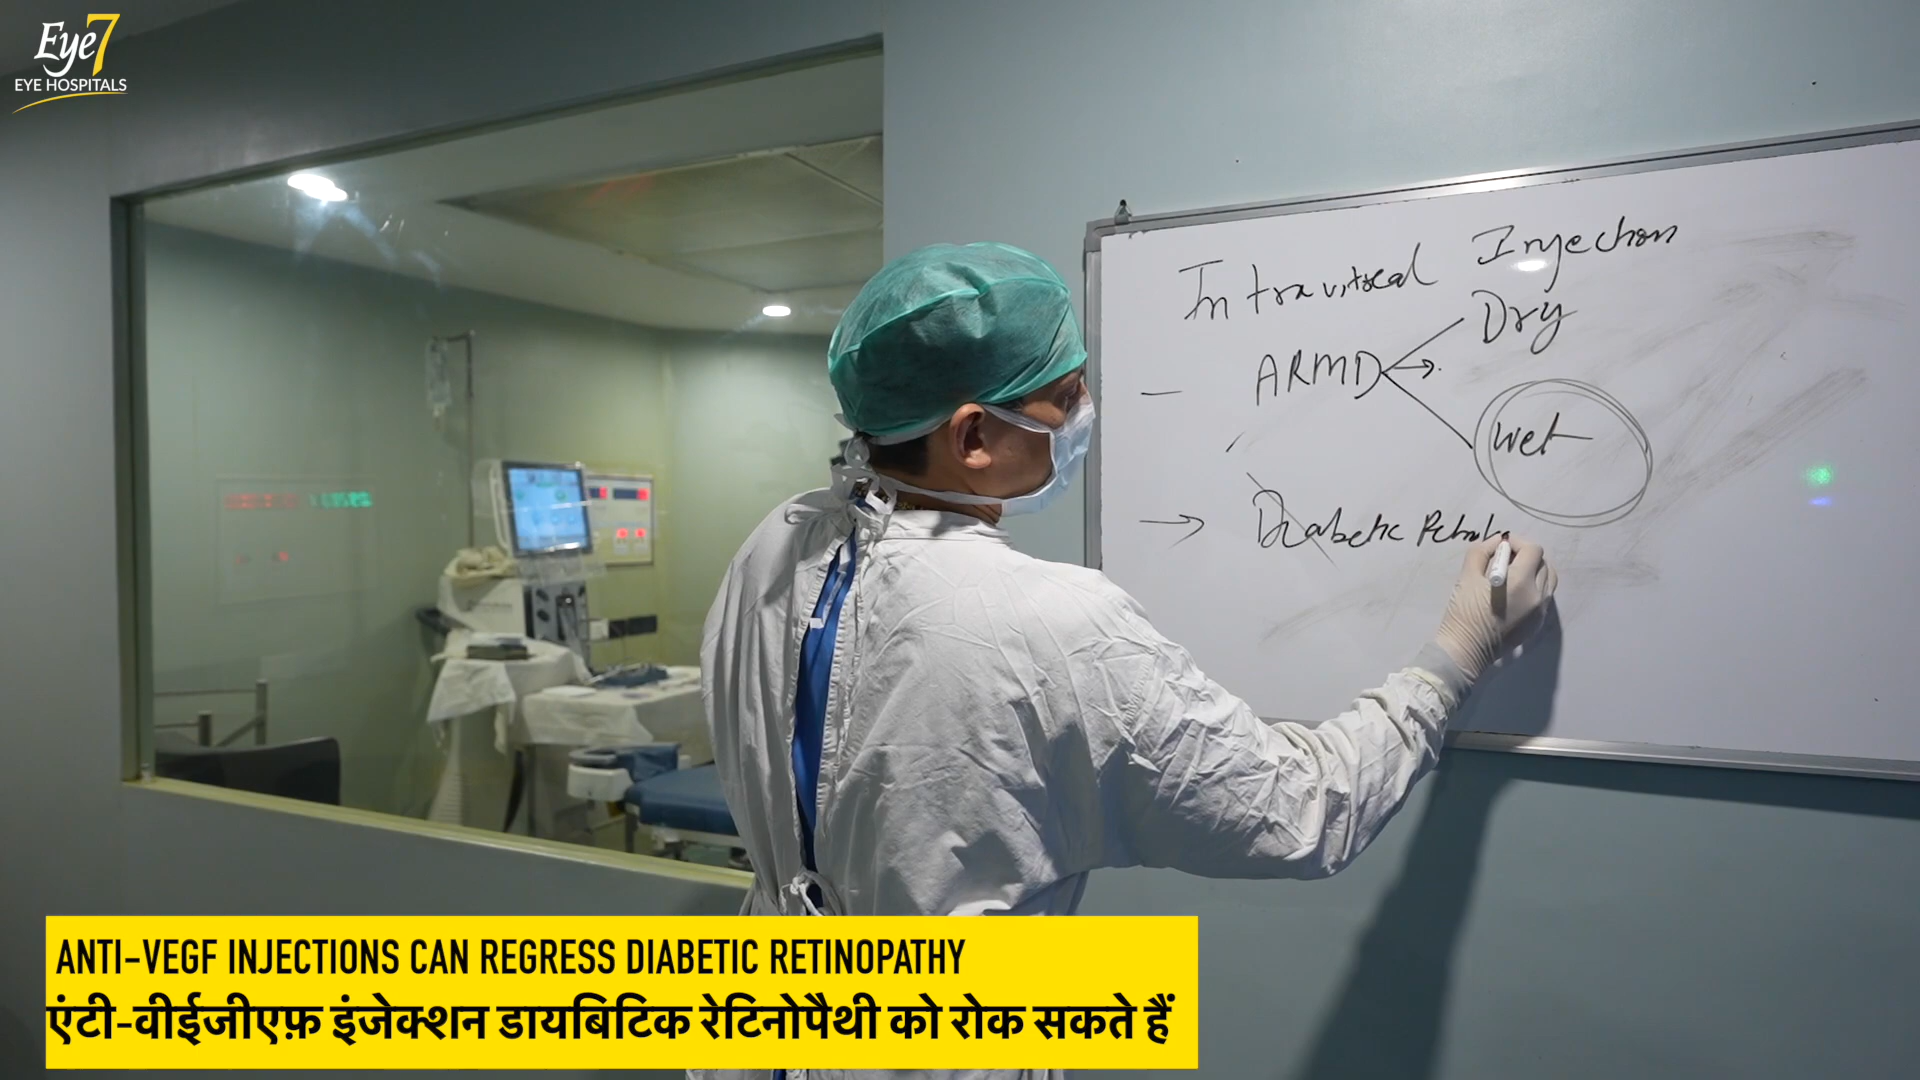 Eye7
EYE HOSPITALS
Intravitreal Injection
ARMD
Dry
Wet
Diabetic
ANTI-VEGF INJECTIONS CAN REGRESS DIABETIC RETINOPATHY
एंटी-वीईजीएफ़ इंजेक्शन डायबिटिक रेटिनोपैथी को रोक सकते हैं